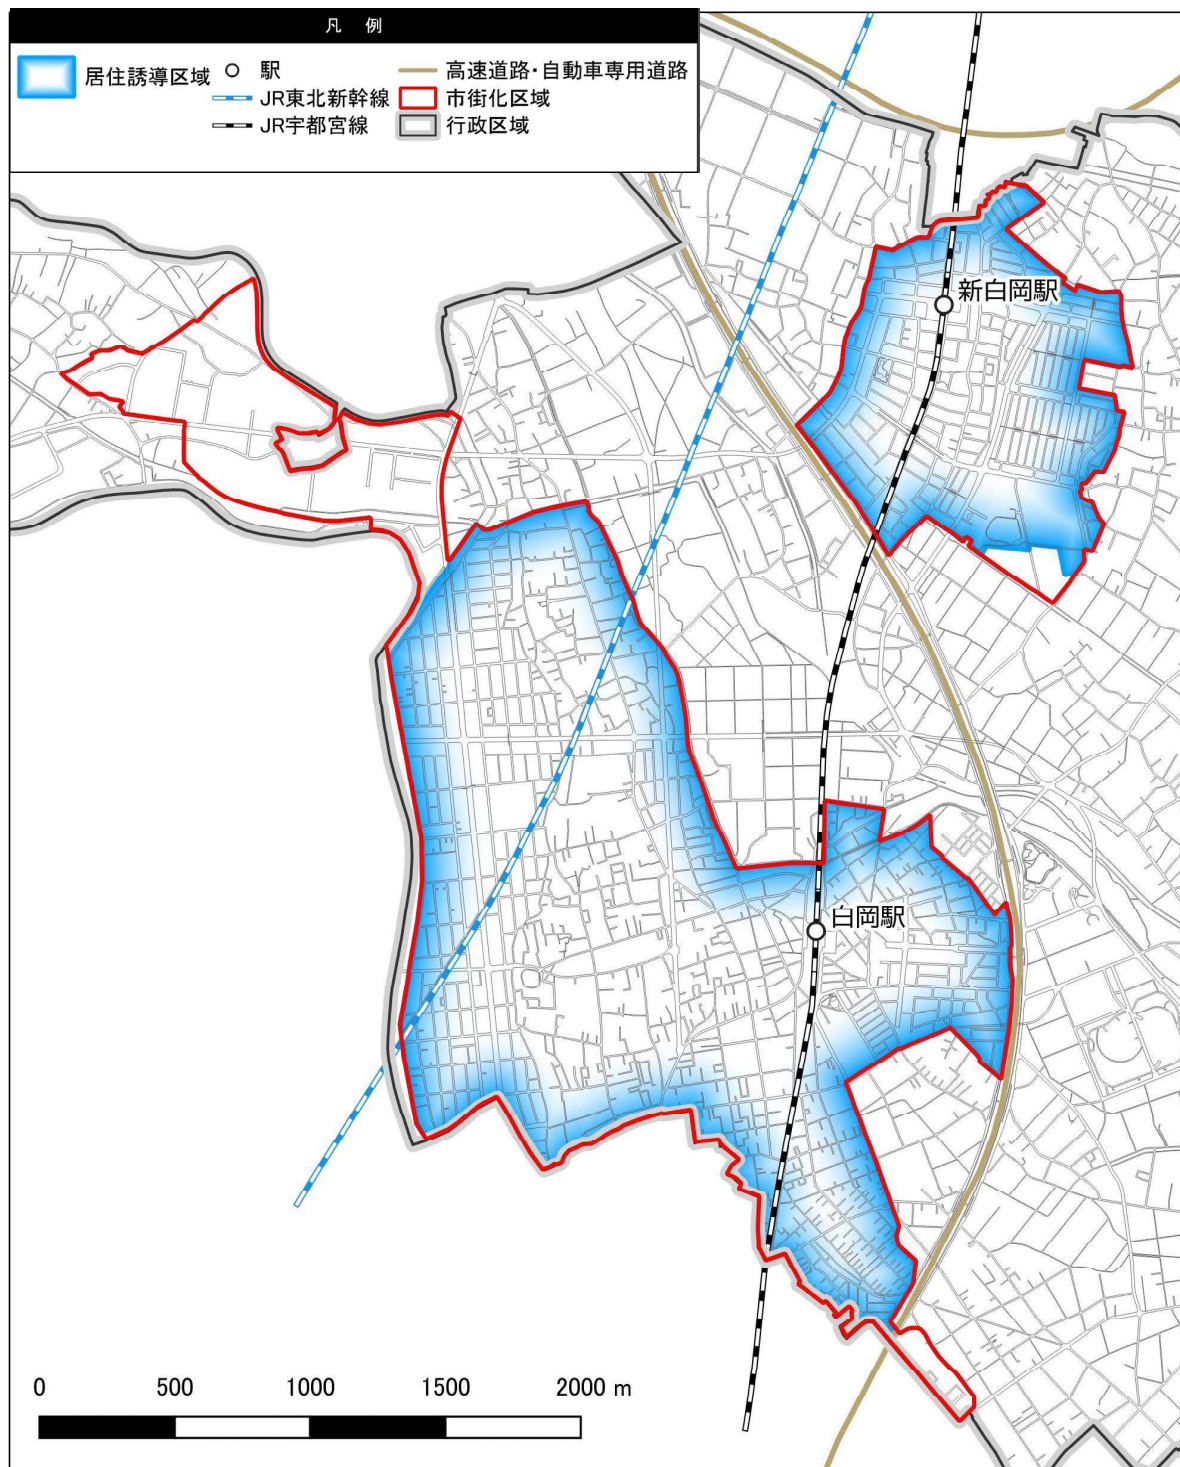 凡 例
居住誘導区域
駅
高速道路・自動車専用道路
JR東北新幹線
市街化区域
JR宇都宮線
行政区域
新白岡駅
白岡駅
0 500 1000 1500 2000 m